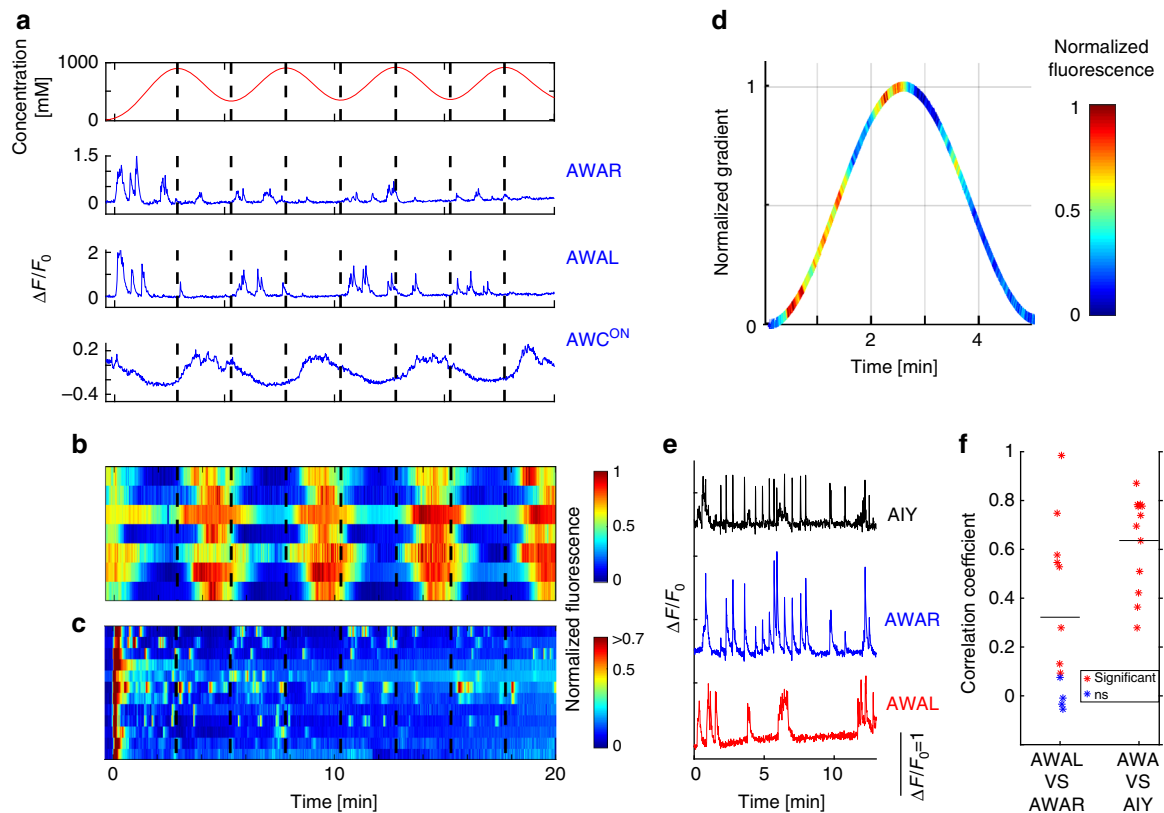 a
Concentration
[mM]
1000
0
1.5
0
AWAR
2
0
AWAL
ΔF/F0
0.2
–0.4
AWC^ON
b
1
0.5
0
c
Normalized fluorescence
>0.7
0.5
0
0
10
20
Time [min]
d
Normalized gradient
1
0.5
0
2
4
Time [min]
Normalized
fluorescence
1
0.5
0
e
ΔF/F0
AIY
AWAR
AWAL
ΔF/F0=1
0
5
10
Time [min]
f
Correlation coefficient
1
0.8
0.6
0.4
0.2
0
Significant
ns
AWAL
VS
AWAR
AWA
VS
AIY